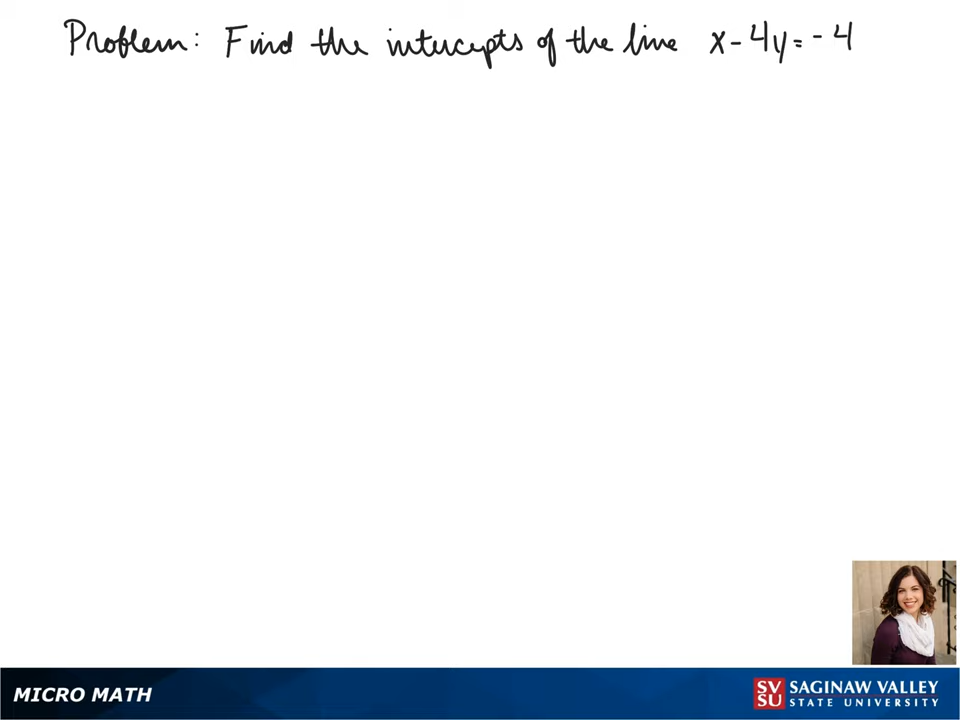 Problem: Find the intercepts of the line x - 4y = -4
MICRO MATH
SV
SU
SAGINAW VALLEY
STATE UNIVERSITY